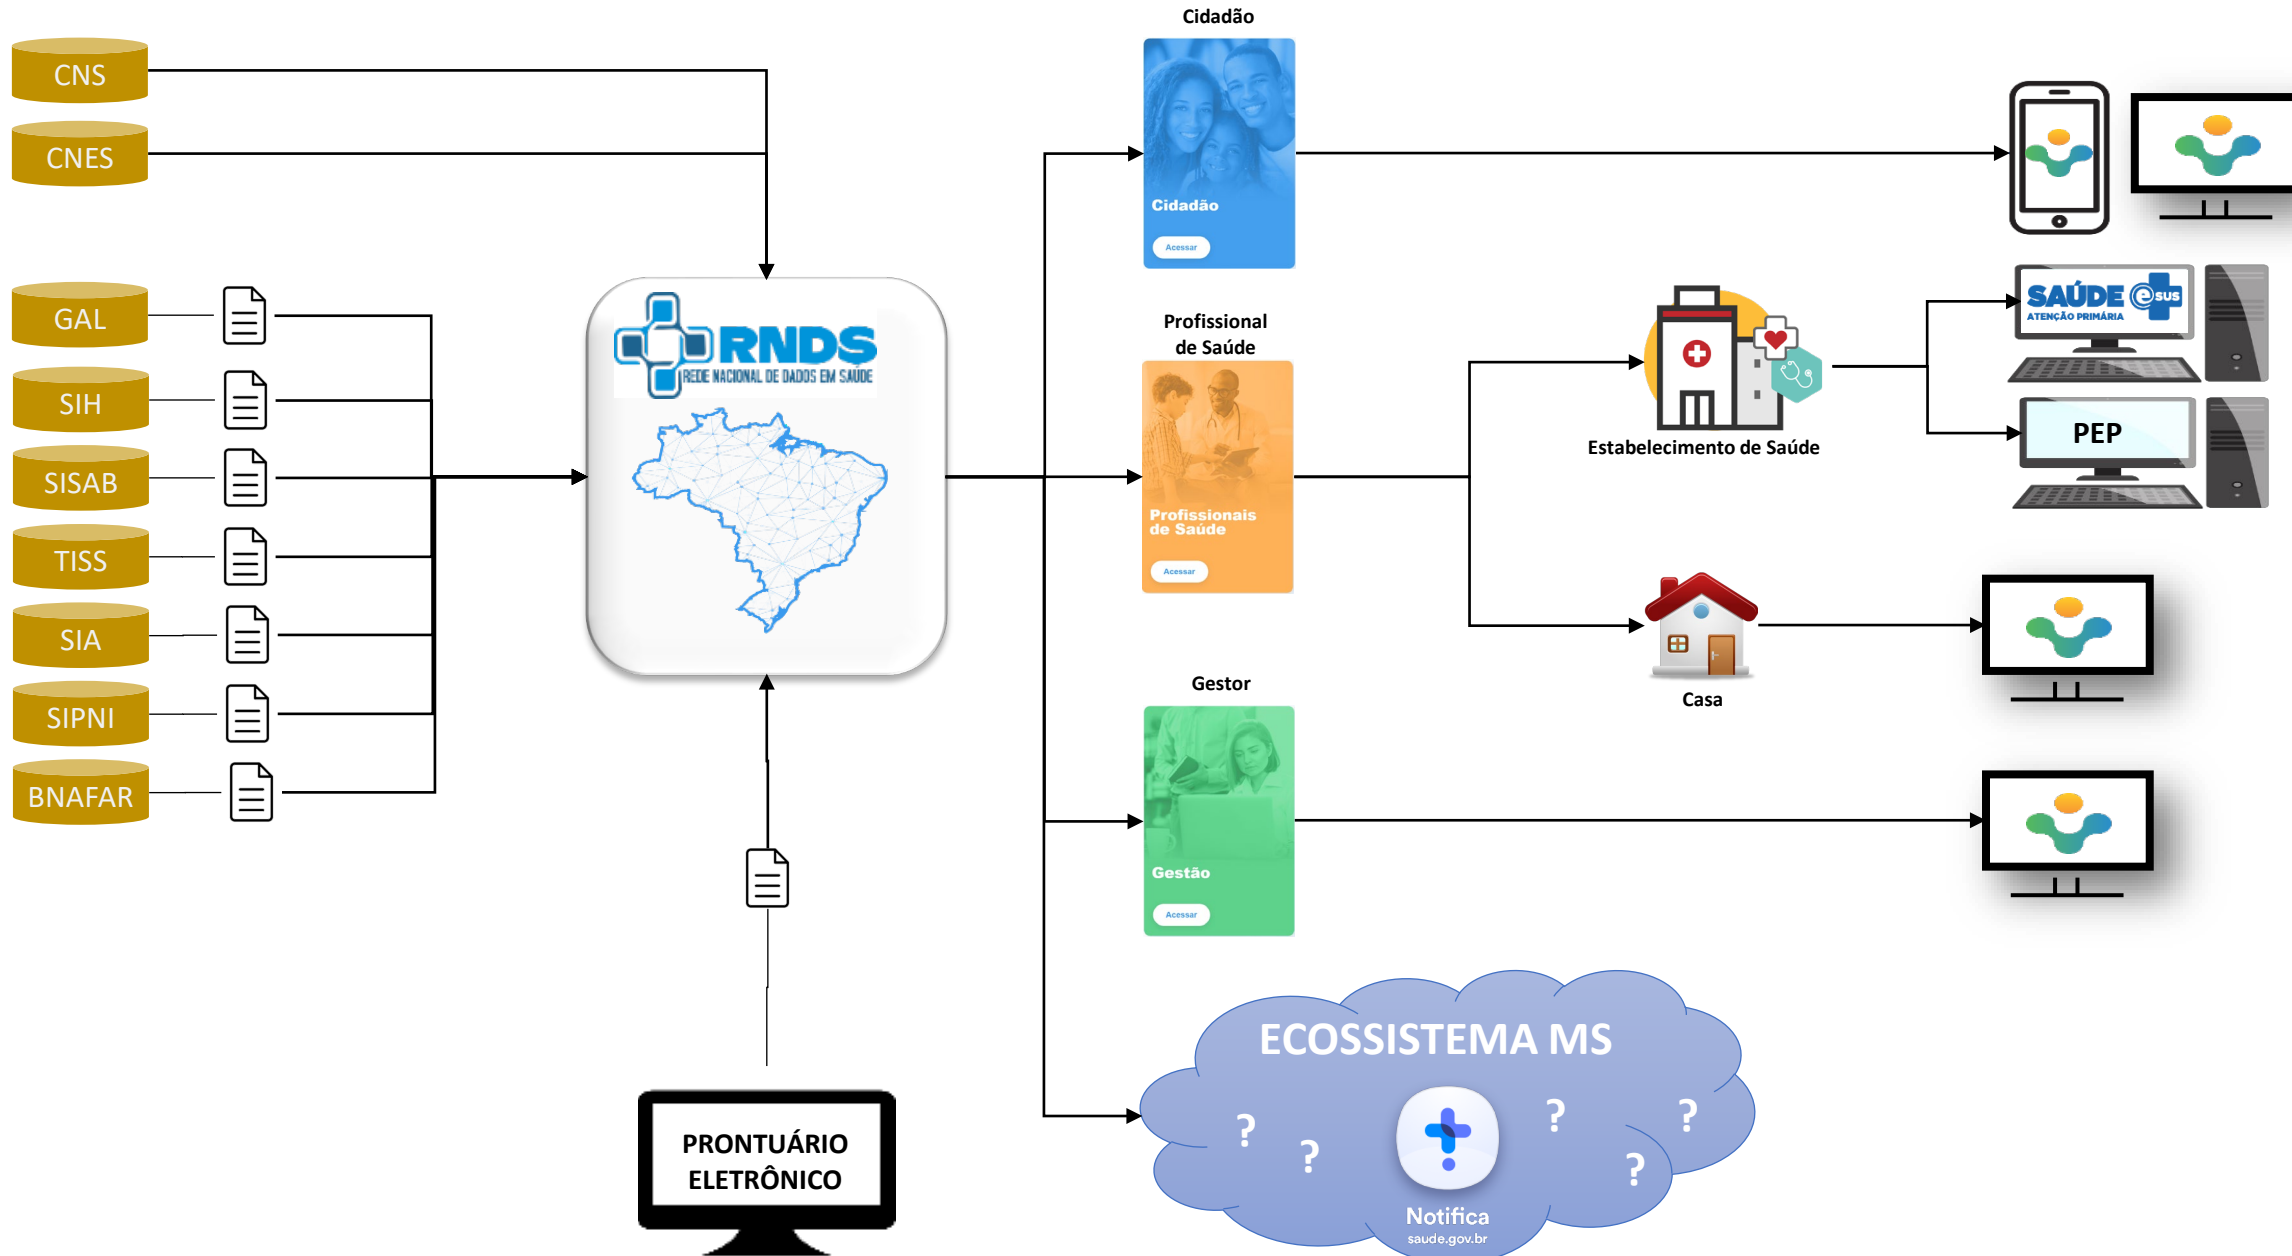 CNS
CNES
GAL
SIH
SISAB
TISS
SIA
SIPNI
BNAFAR
RNDS
REDE NACIONAL DE DADOS EM SAÚDE
PRONTUÁRIO
ELETRÔNICO
Cidadão
Cidadão
Acessar
Profissional
de Saúde
Profissionais
de Saúde
Acessar
Gestor
Gestão
Acessar
Estabelecimento de Saúde
SAÚDE e SUS
ATENÇÃO PRIMÁRIA
PEP
Casa
ECOSSISTEMA MS
?
?
?
?
?
Notifica
saude.gov.br